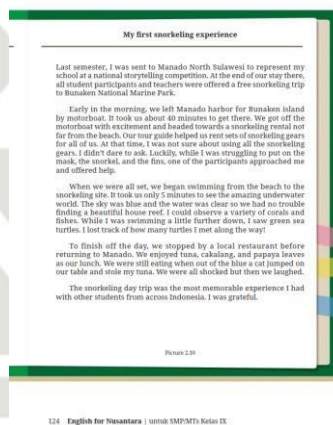 My first snorkeling experience
Last semester, I was sent to Manado North Sulawesi to represent my
school at a national storytelling competition. At the end of our stay there,
all student participants and teachers were offered a free snorkeling trip
to Bunaken National Marine Park.
Early in the morning, we left Manado harbor for Bunaken island
by motorboat. It took us about 40 minutes to get there. We got off the
motorboat with excitement and headed towards a snorkeling rental not
far from the beach. Our tour guide helped us rent sets of snorkeling gears
for all of us. At that time, I was not sure about using all the snorkeling
gears. I didn't dare to ask. Luckily, while I was struggling to put on the
mask, the snorkel, and the fins, one of the participants approached me
and offered help.
When we were all set, we began swimming from the beach to the
snorkeling site. It took us only 5 minutes to see the amazing underwater
world. The sky was blue and the water was clear so we had no trouble
finding a beautiful house reef. I could observe a variety of corals and
fishes. While I was swimming a little further down, I saw green sea
turtles. I lost track of how many turtles I met along the way!
To finish off the day, we stopped by a local restaurant before
returning to Manado. We enjoyed tuna, cakalang, and papaya leaves
as our lunch. We were still eating when out of the blue a cat jumped on
our table and stole my tuna. We were all shocked but then we laughed.
The snorkeling day trip was the most memorable experience I had
with other students from across Indonesia. I was grateful.
Picture 2.30
124 English for Nusantara | untuk SMP/MTs Kelas IX